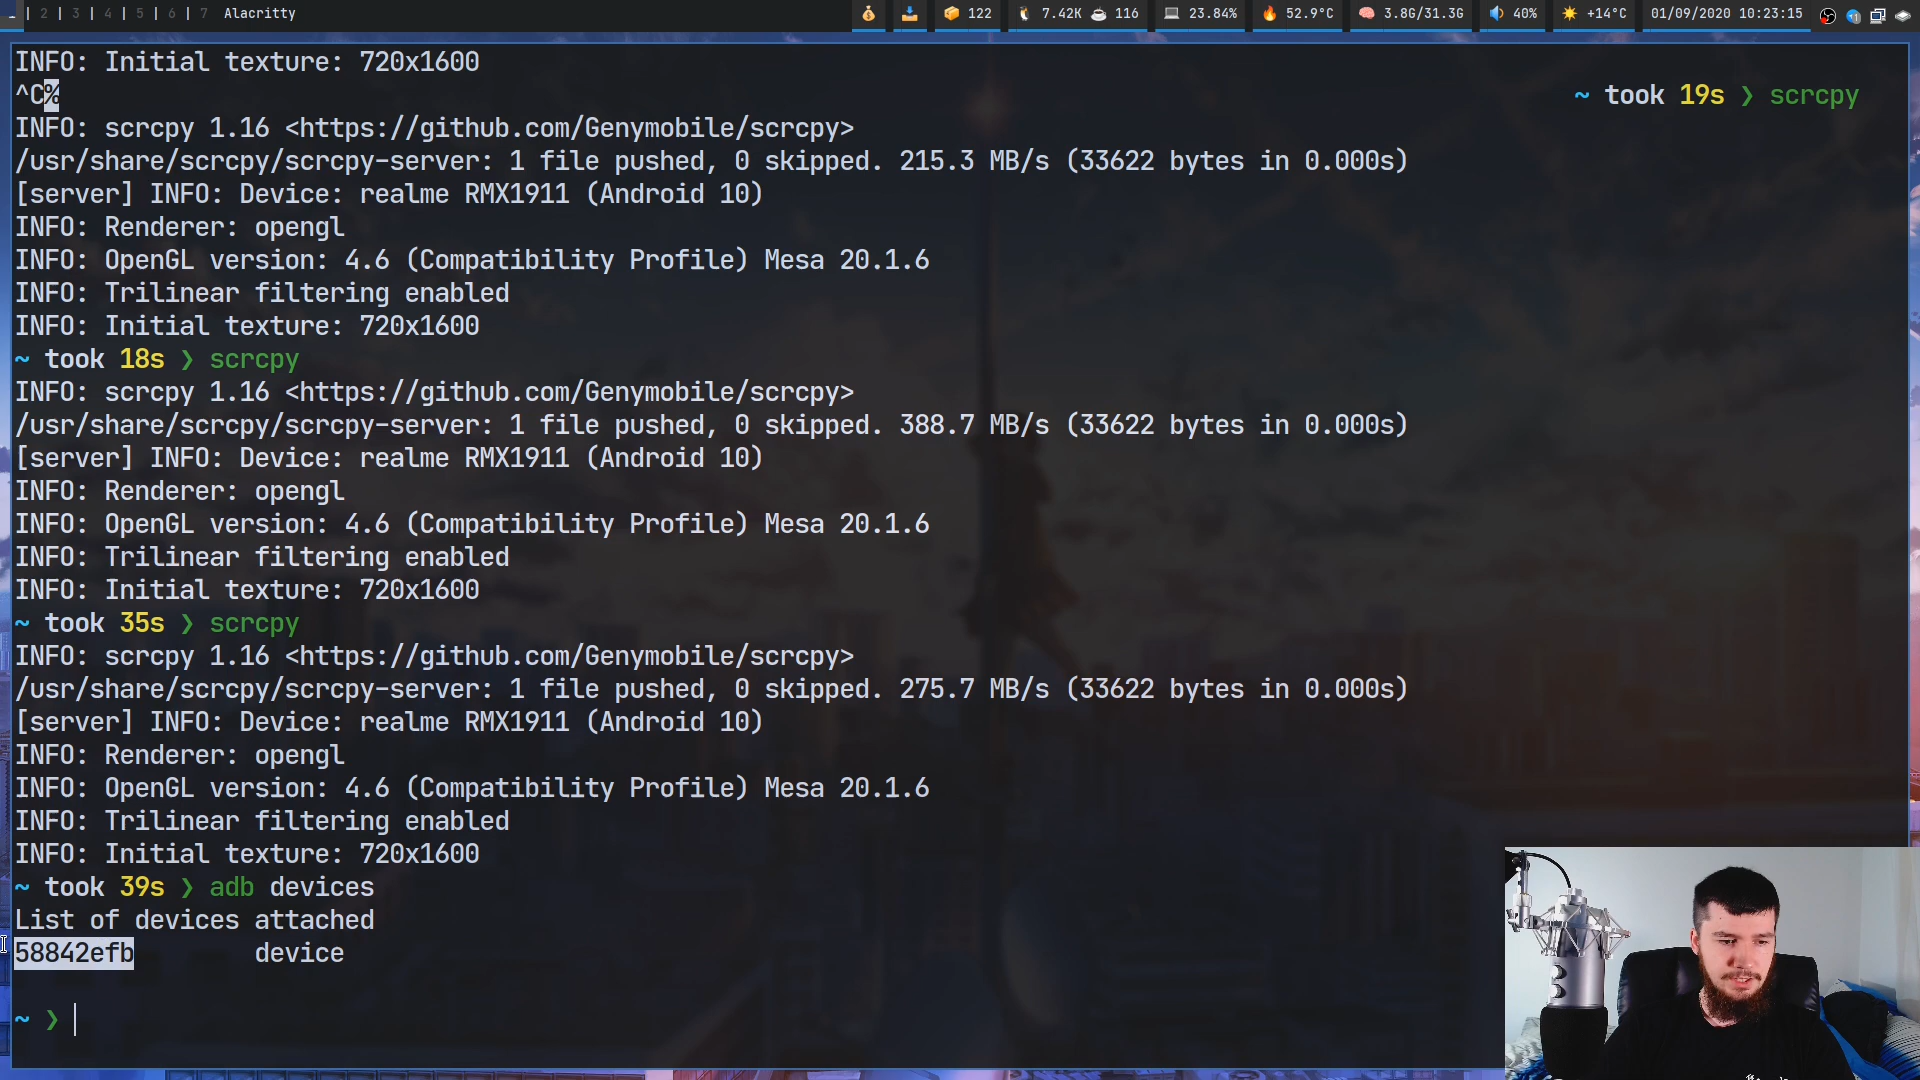 | 2 | 3 | 4 | 5 | 6 | 7 Alacritty 122 7.42K 116 23.84% 52.9°C 3.8G/31.3G 40% +14°C 01/09/2020 10:23:15
INFO: Initial texture: 720x1600
^C% ~ took 19s ❯ scrcpy
INFO: scrcpy 1.16 <https://github.com/Genymobile/scrcpy>
/usr/share/scrcpy/scrcpy-server: 1 file pushed, 0 skipped. 215.3 MB/s (33622 bytes in 0.000s)
[server] INFO: Device: realme RMX1911 (Android 10)
INFO: Renderer: opengl
INFO: OpenGL version: 4.6 (Compatibility Profile) Mesa 20.1.6
INFO: Trilinear filtering enabled
INFO: Initial texture: 720x1600
~ took 18s ❯ scrcpy
INFO: scrcpy 1.16 <https://github.com/Genymobile/scrcpy>
/usr/share/scrcpy/scrcpy-server: 1 file pushed, 0 skipped. 388.7 MB/s (33622 bytes in 0.000s)
[server] INFO: Device: realme RMX1911 (Android 10)
INFO: Renderer: opengl
INFO: OpenGL version: 4.6 (Compatibility Profile) Mesa 20.1.6
INFO: Trilinear filtering enabled
INFO: Initial texture: 720x1600
~ took 35s ❯ scrcpy
INFO: scrcpy 1.16 <https://github.com/Genymobile/scrcpy>
/usr/share/scrcpy/scrcpy-server: 1 file pushed, 0 skipped. 275.7 MB/s (33622 bytes in 0.000s)
[server] INFO: Device: realme RMX1911 (Android 10)
INFO: Renderer: opengl
INFO: OpenGL version: 4.6 (Compatibility Profile) Mesa 20.1.6
INFO: Trilinear filtering enabled
INFO: Initial texture: 720x1600
~ took 39s ❯ adb devices
List of devices attached
58842efb device
~ ❯